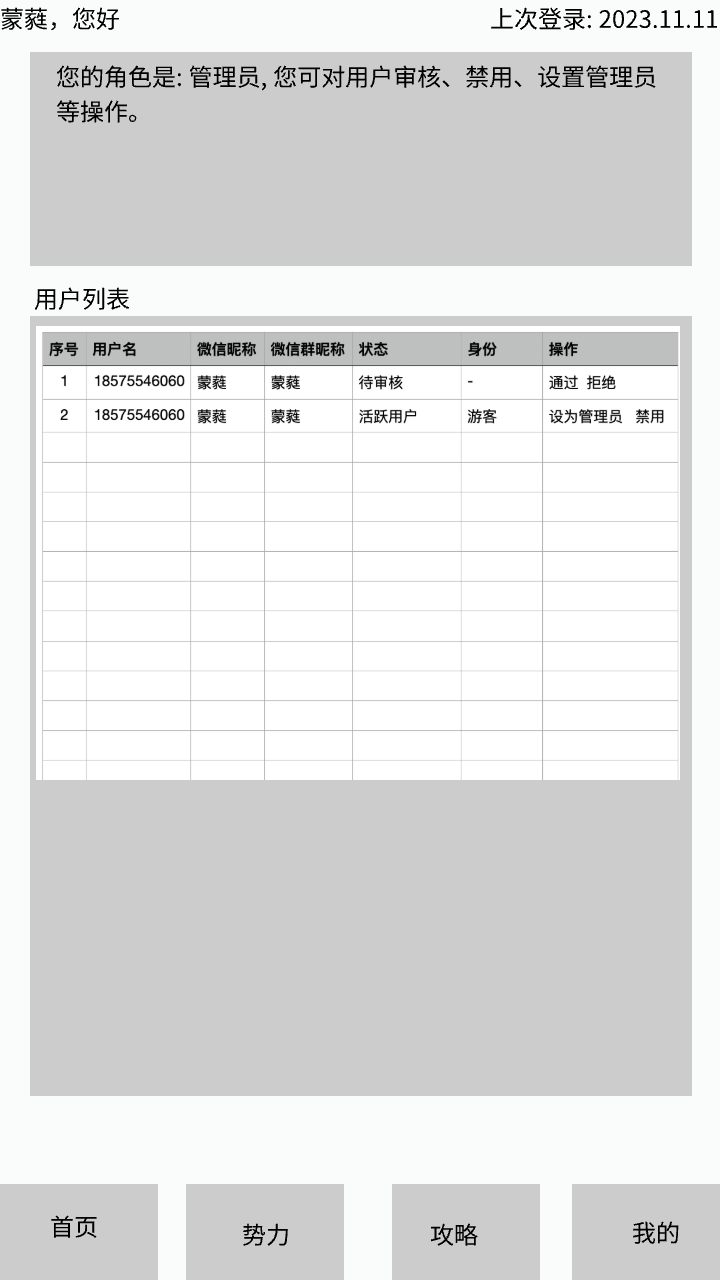 蒙蕤，您好
上次登录: 2023.11.11
您的角色是: 管理员, 您可对用户审核、禁用、设置管理员
等操作。
用户列表
序号 用户名 微信昵称 微信群昵称 状态 身份 操作
1 18575546060 蒙蕤 蒙蕤 待审核 - 通过 拒绝
2 18575546060 蒙蕤 蒙蕤 活跃用户 游客 设为管理员 禁用
首页
势力
攻略
我的